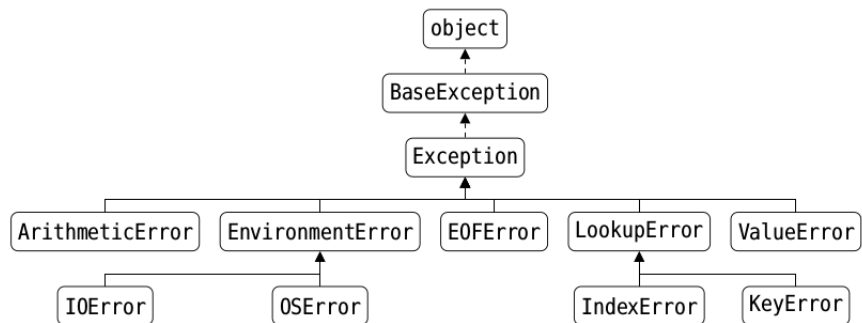 object
BaseException
Exception
ArithmeticError EnvironmentError EOFError LookupError ValueError
IOError OSError IndexError KeyError